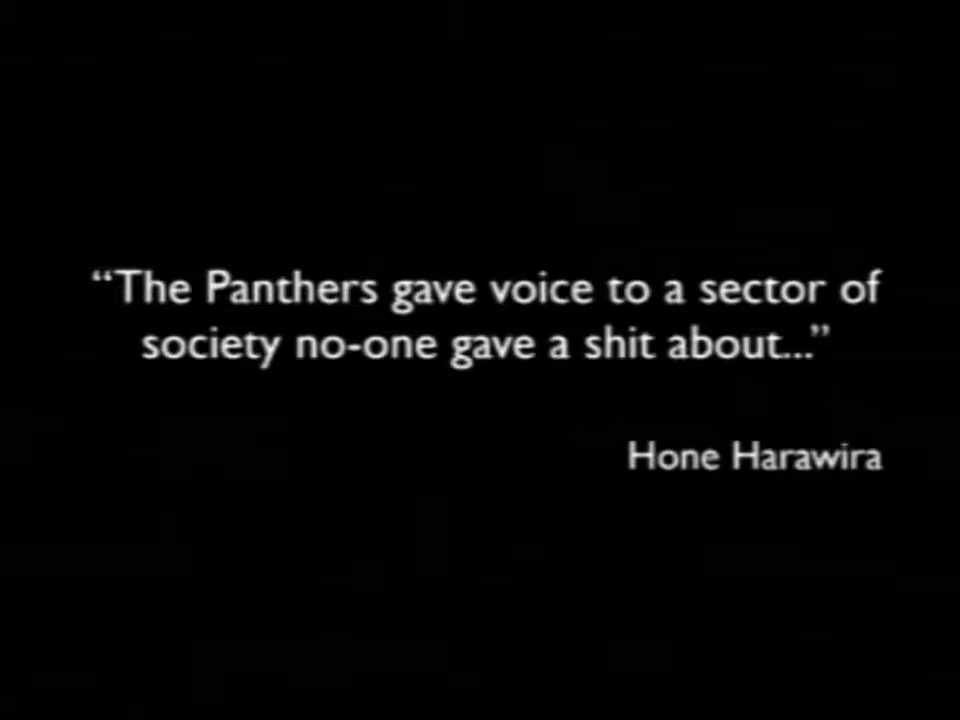 “The Panthers gave voice to a sector of
society no-one gave a shit about...”
Hone Harawira